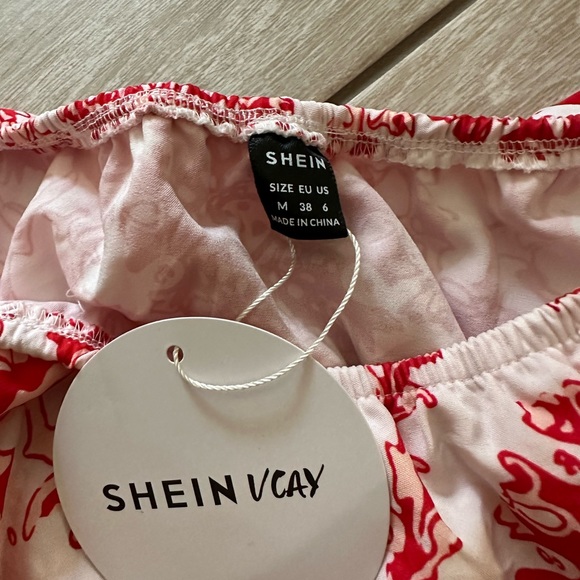 SHEIN
SIZE EU US
M 38 6
MADE IN CHINA
SHEIN VCAY